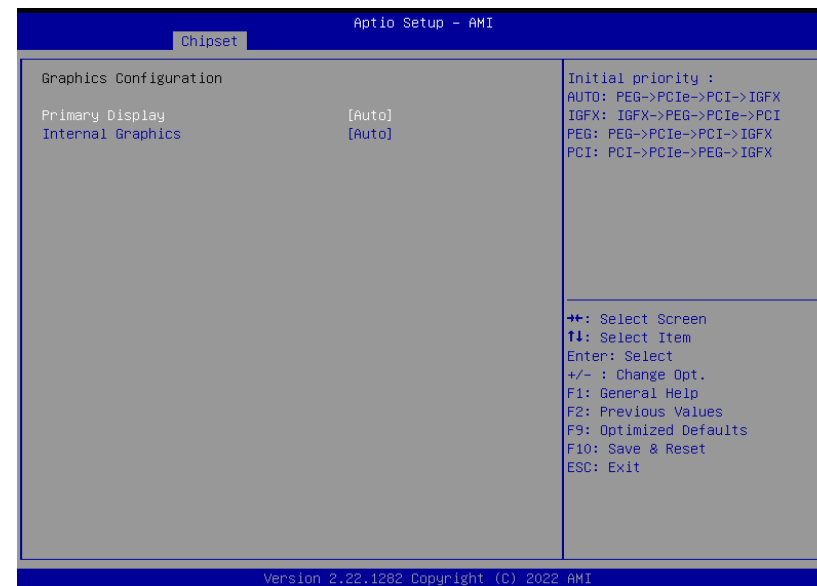 Aptio Setup – AMI
Chipset
Graphics Configuration
Primary Display [Auto]
Internal Graphics [Auto]
Initial priority :
AUTO: PEG->PCIe->PCI->IGFX
IGFX: IGFX->PEG->PCIe->PCI
PEG: PEG->PCIe->PCI->IGFX
PCI: PCI->PCIe->PEG->IGFX
→←: Select Screen
↑↓: Select Item
Enter: Select
+/- : Change Opt.
F1: General Help
F2: Previous Values
F9: Optimized Defaults
F10: Save & Reset
ESC: Exit
Version 2.22.1282 Copyright (C) 2022 AMI